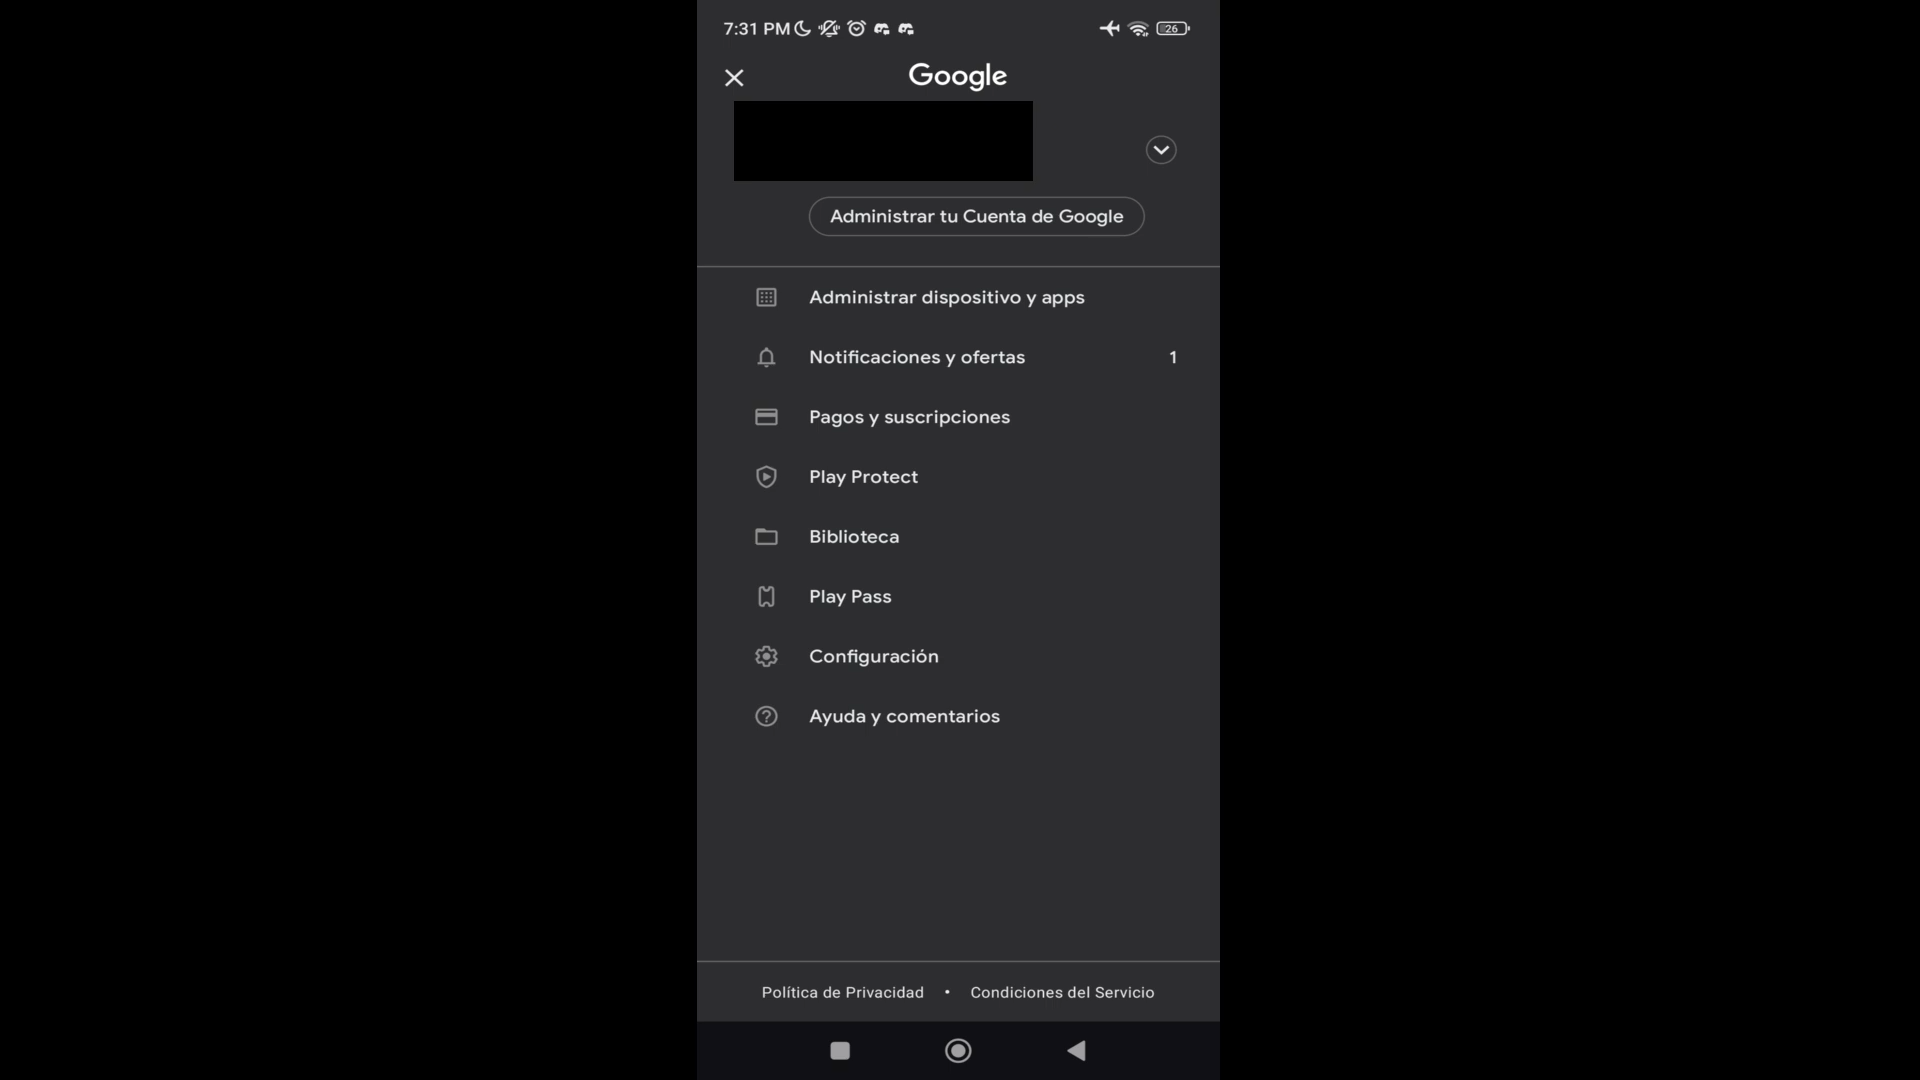 7:31 PM
26
Google
Administrar tu Cuenta de Google
Administrar dispositivo y apps
Notificaciones y ofertas 1
Pagos y suscripciones
Play Protect
Biblioteca
Play Pass
Configuración
Ayuda y comentarios
Política de Privacidad • Condiciones del Servicio